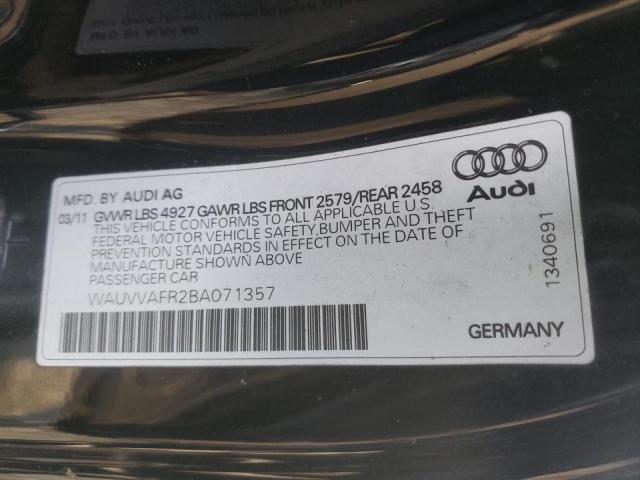 MFD. BY AUDI AG
03/11 GVWR LBS 4927 GAWR LBS FRONT 2579/REAR 2458
THIS VEHICLE CONFORMS TO ALL APPLICABLE U.S.
FEDERAL MOTOR VEHICLE SAFETY,BUMPER AND THEFT
PREVENTION STANDARDS IN EFFECT ON THE DATE OF
MANUFACTURE SHOWN ABOVE
PASSENGER CAR
WAUVVAFR2BA071357
Audi
1340691
GERMANY